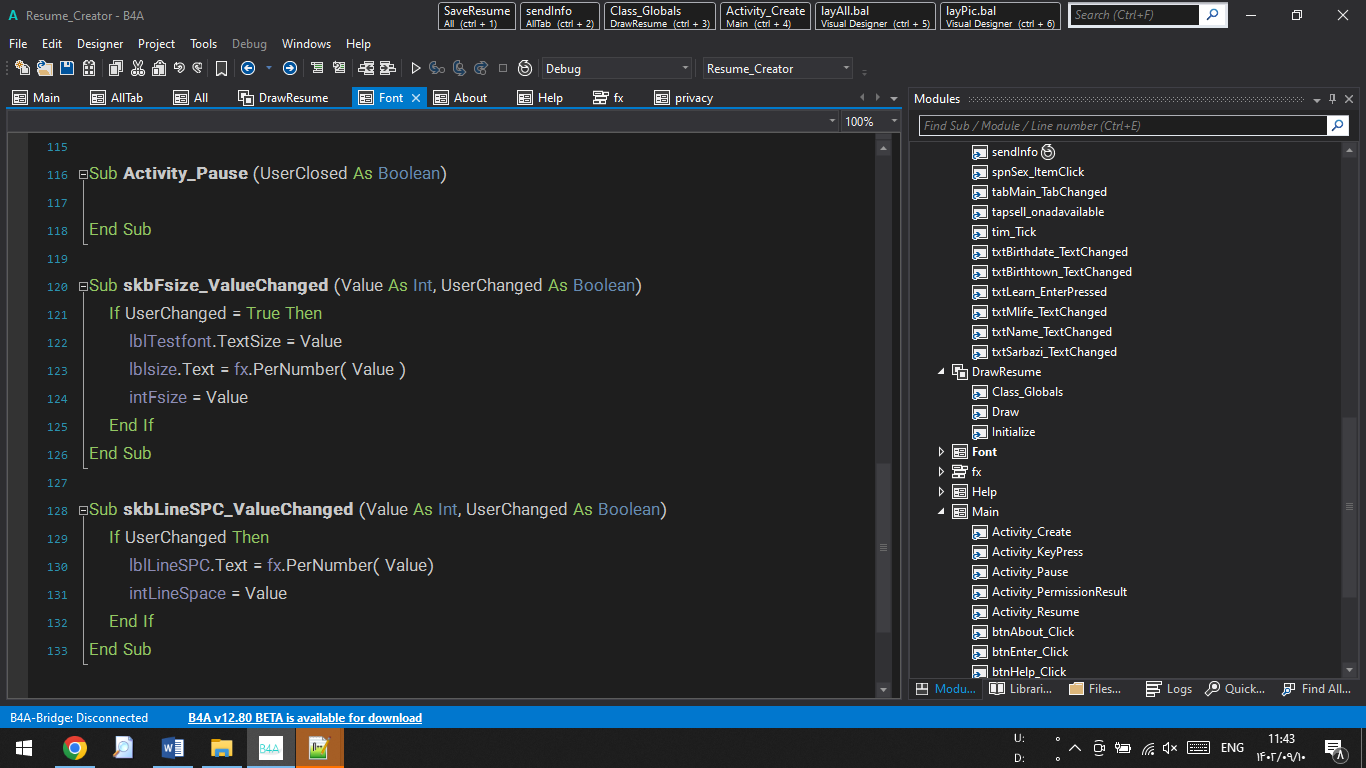 Resume_Creator - B4A
SaveResume
All (ctrl + 1)
sendInfo
AllTab (ctrl + 2)
Class_Globals
DrawResume (ctrl + 3)
Activity_Create
Main (ctrl + 4)
layAll.bal
Visual Designer (ctrl + 5)
layPic.bal
Visual Designer (ctrl + 6)
Search (Ctrl+F)
File Edit Designer Project Tools Debug Windows Help
Debug Resume_Creator
Main AllTab All DrawResume Font About Help fx privacy
100%
115
116 Sub Activity_Pause (UserClosed As Boolean)
117
118 End Sub
119
120 Sub skbFsize_ValueChanged (Value As Int, UserChanged As Boolean)
121 If UserChanged = True Then
122 lblTestfont.TextSize = Value
123 lblsize.Text = fx.PerNumber( Value )
124 intFsize = Value
125 End If
126 End Sub
127
128 Sub skbLineSPC_ValueChanged (Value As Int, UserChanged As Boolean)
129 If UserChanged Then
130 lblLineSPC.Text = fx.PerNumber( Value)
131 intLineSpace = Value
132 End If
133 End Sub
Modules
Find Sub / Module / Line number (Ctrl+E)
sendInfo
spnSex_ItemClick
tabMain_TabChanged
tapsell_onadavailable
tim_Tick
txtBirthdate_TextChanged
txtBirthtown_TextChanged
txtLearn_EnterPressed
txtMlife_TextChanged
txtName_TextChanged
txtSarbazi_TextChanged
DrawResume
Class_Globals
Draw
Initialize
Font
fx
Help
Main
Activity_Create
Activity_KeyPress
Activity_Pause
Activity_PermissionResult
Activity_Resume
btnAbout_Click
btnEnter_Click
btnHelp_Click
Modu... Librari... Files... Logs Quick... Find All...
B4A-Bridge: Disconnected B4A v12.80 BETA is available for download
B4A
U: ۰
D: ۰
ENG
11:43
۱۴۰۲/۰۹/۱۰
۸